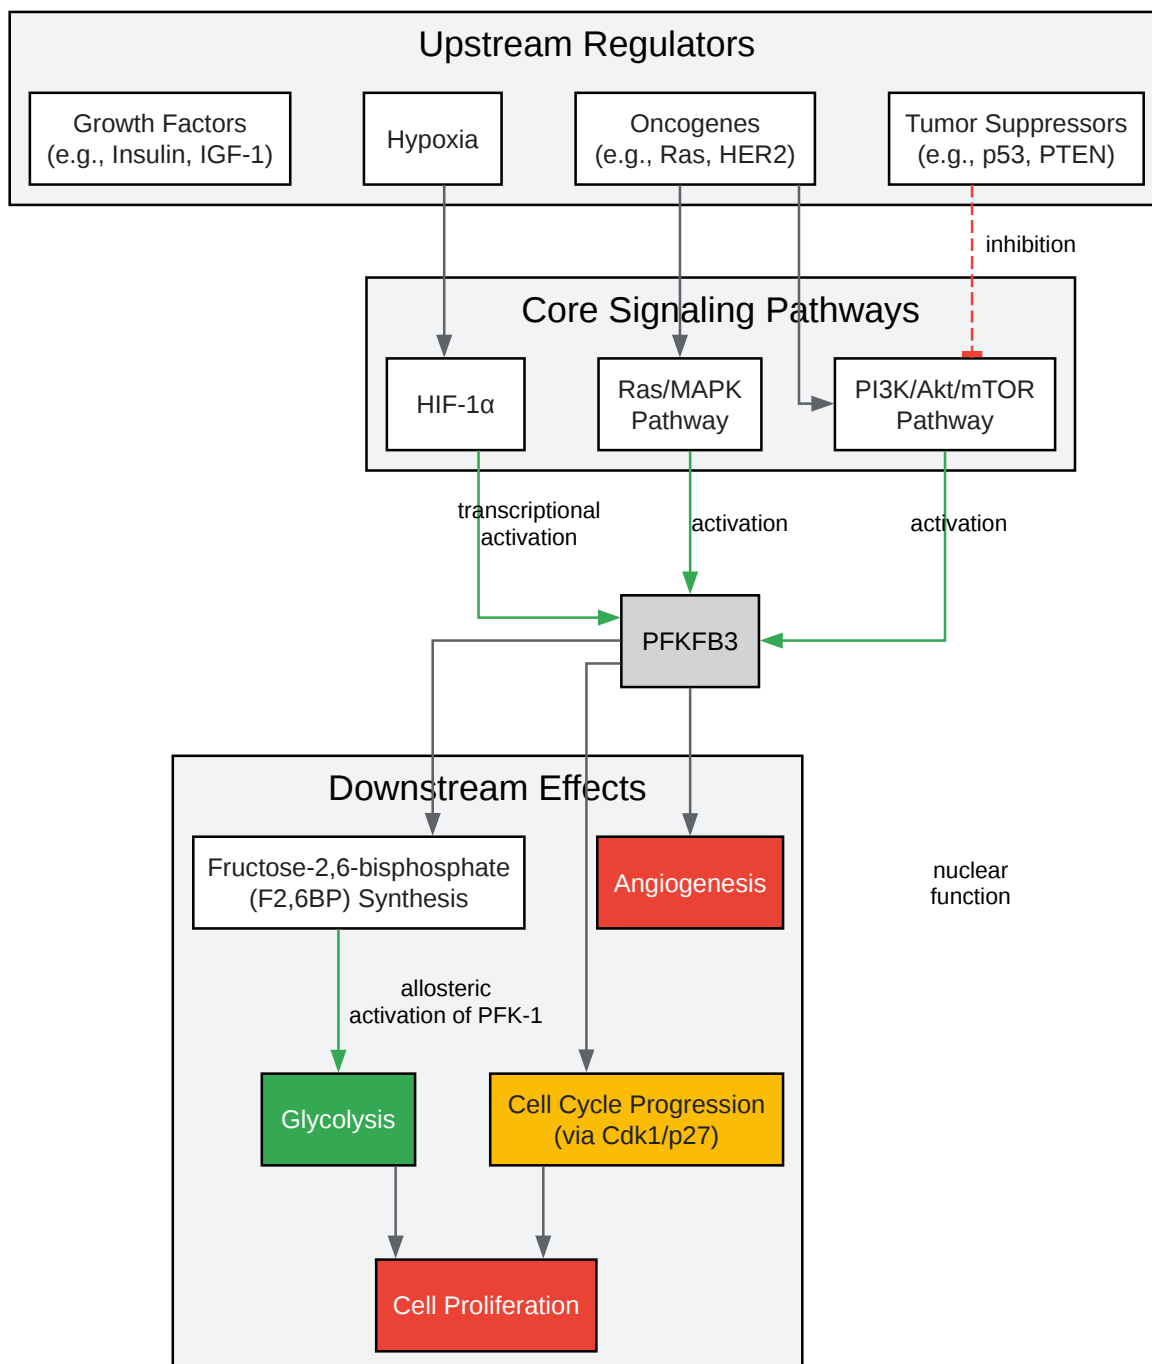 Upstream Regulators
Growth Factors
(e.g., Insulin, IGF-1)
Hypoxia
Oncogenes
(e.g., Ras, HER2)
Tumor Suppressors
(e.g., p53, PTEN)
inhibition
Core Signaling Pathways
HIF-1α
Ras/MAPK
Pathway
PI3K/Akt/mTOR
Pathway
transcriptional
activation
activation
activation
PFKFB3
Downstream Effects
Fructose-2,6-bisphosphate
(F2,6BP) Synthesis
Angiogenesis
nuclear
function
allosteric
activation of PFK-1
Glycolysis
Cell Cycle Progression
(via Cdk1/p27)
Cell Proliferation